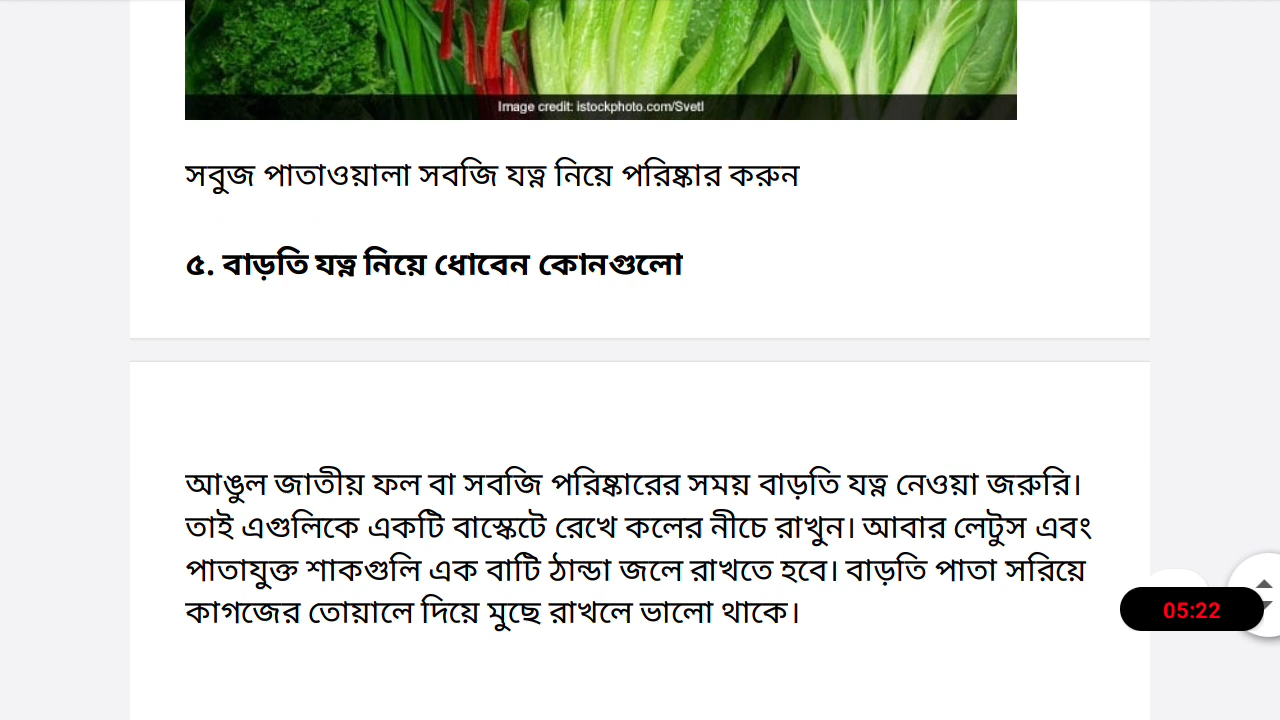 Image credit: istockphoto.com/Svetl
সবুজ পাতাওয়ালা সবজি যত্ন নিয়ে পরিষ্কার করুন
৫. বাড়তি যত্ন নিয়ে ধোবেন কোনগুলো
আঙুল জাতীয় ফল বা সবজি পরিষ্কারের সময় বাড়তি যত্ন নেওয়া জরুরি।
তাই এগুলিকে একটি বাস্কেটে রেখে কলের নীচে রাখুন। আবার লেটুস এবং
পাতাযুক্ত শাকগুলি এক বাটি ঠান্ডা জলে রাখতে হবে। বাড়তি পাতা সরিয়ে
কাগজের তোয়ালে দিয়ে মুছে রাখলে ভালো থাকে।
05:22